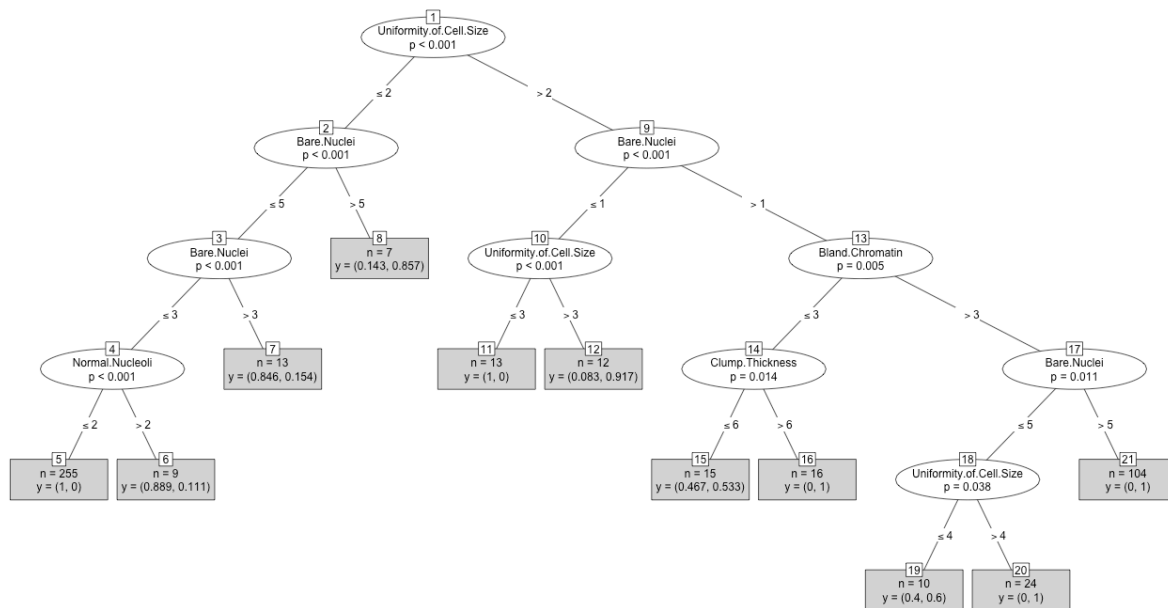 1
Uniformity.of.Cell.Size
p < 0.001
≤ 2
> 2
2
Bare.Nuclei
p < 0.001
9
Bare.Nuclei
p < 0.001
≤ 5
> 5
≤ 1
> 1
3
Bare.Nuclei
p < 0.001
8
n = 7
y = (0.143, 0.857)
10
Uniformity.of.Cell.Size
p < 0.001
13
Bland.Chromatin
p = 0.005
≤ 3
> 3
≤ 3
> 3
≤ 3
> 3
4
Normal.Nucleoli
p < 0.001
7
n = 13
y = (0.846, 0.154)
11
n = 13
y = (1, 0)
12
n = 12
y = (0.083, 0.917)
14
Clump.Thickness
p = 0.014
17
Bare.Nuclei
p = 0.011
≤ 2
> 2
≤ 6
> 6
≤ 5
> 5
5
n = 255
y = (1, 0)
6
n = 9
y = (0.889, 0.111)
15
n = 15
y = (0.467, 0.533)
16
n = 16
y = (0, 1)
18
Uniformity.of.Cell.Size
p = 0.038
21
n = 104
y = (0, 1)
≤ 4
> 4
19
n = 10
y = (0.4, 0.6)
20
n = 24
y = (0, 1)